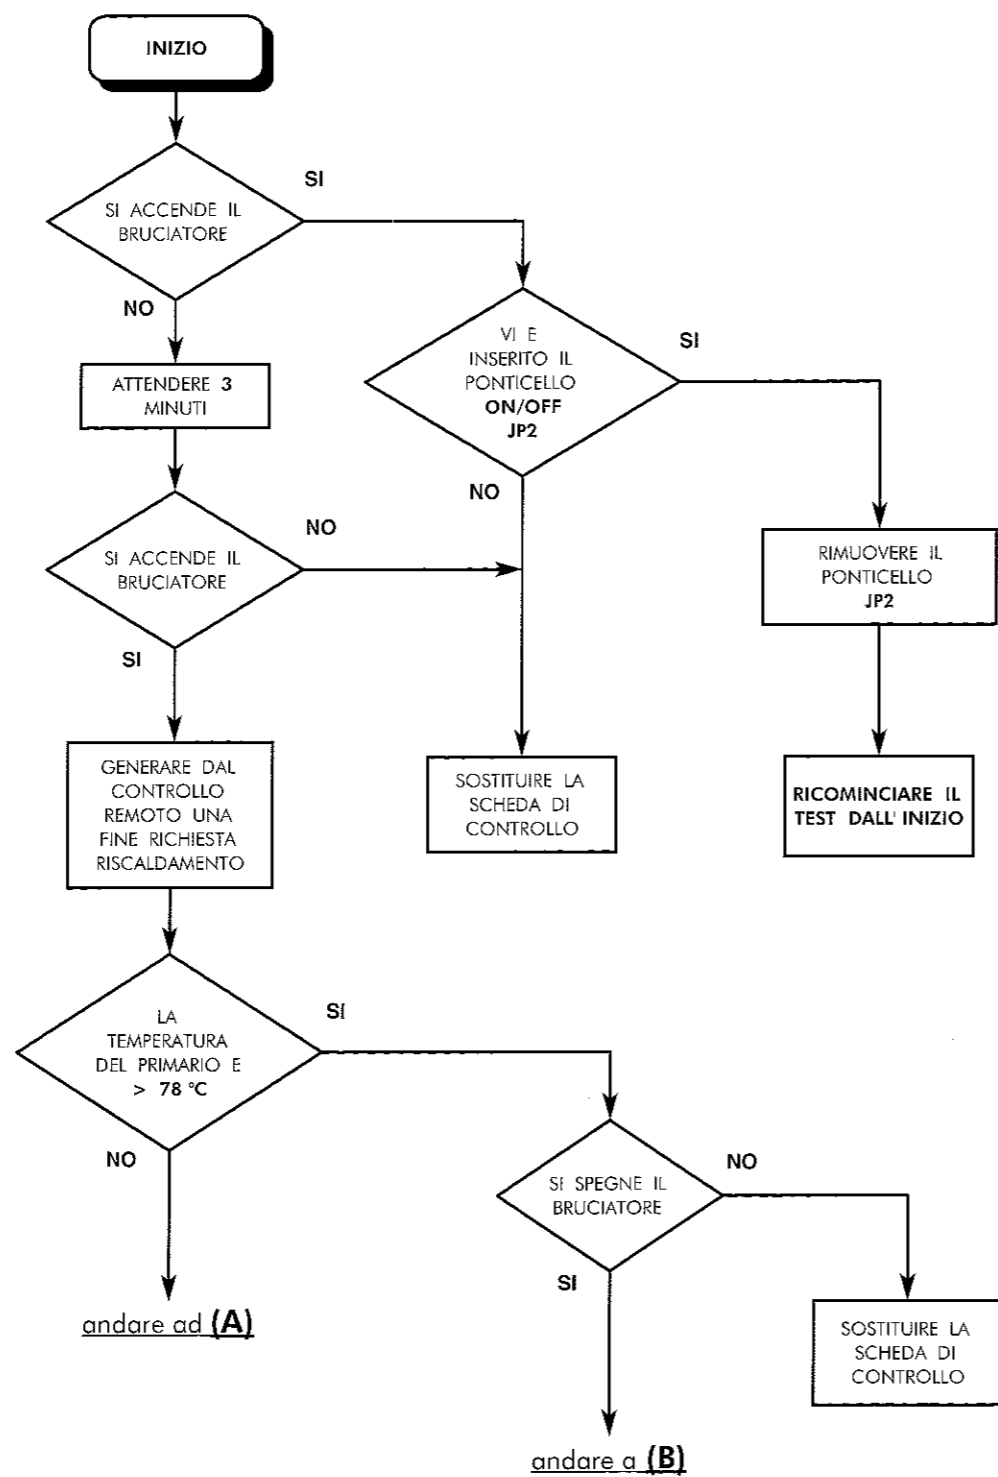 INIZIO
SI
SI ACCENDE IL
BRUCIATORE
NO
VI E
INSERITO IL
PONTICELLO
ON/OFF
JP2
SI
ATTENDERE 3
MINUTI
NO
SI ACCENDE IL
BRUCIATORE
NO
RIMUOVERE IL
PONTICELLO
JP2
SI
GENERARE DAL
CONTROLLO
REMOTO UNA
FINE RICHIESTA
RISCALDAMENTO
SOSTITUIRE LA
SCHEDA DI
CONTROLLO
RICOMINCIARE IL
TEST DALL'INIZIO
LA
TEMPERATURA
DEL PRIMARIO E
> 78 °C
SI
NO
SI SPEGNE IL
BRUCIATORE
NO
SI
andare ad (A)
SOSTITUIRE LA
SCHEDA DI
CONTROLLO
andare a (B)